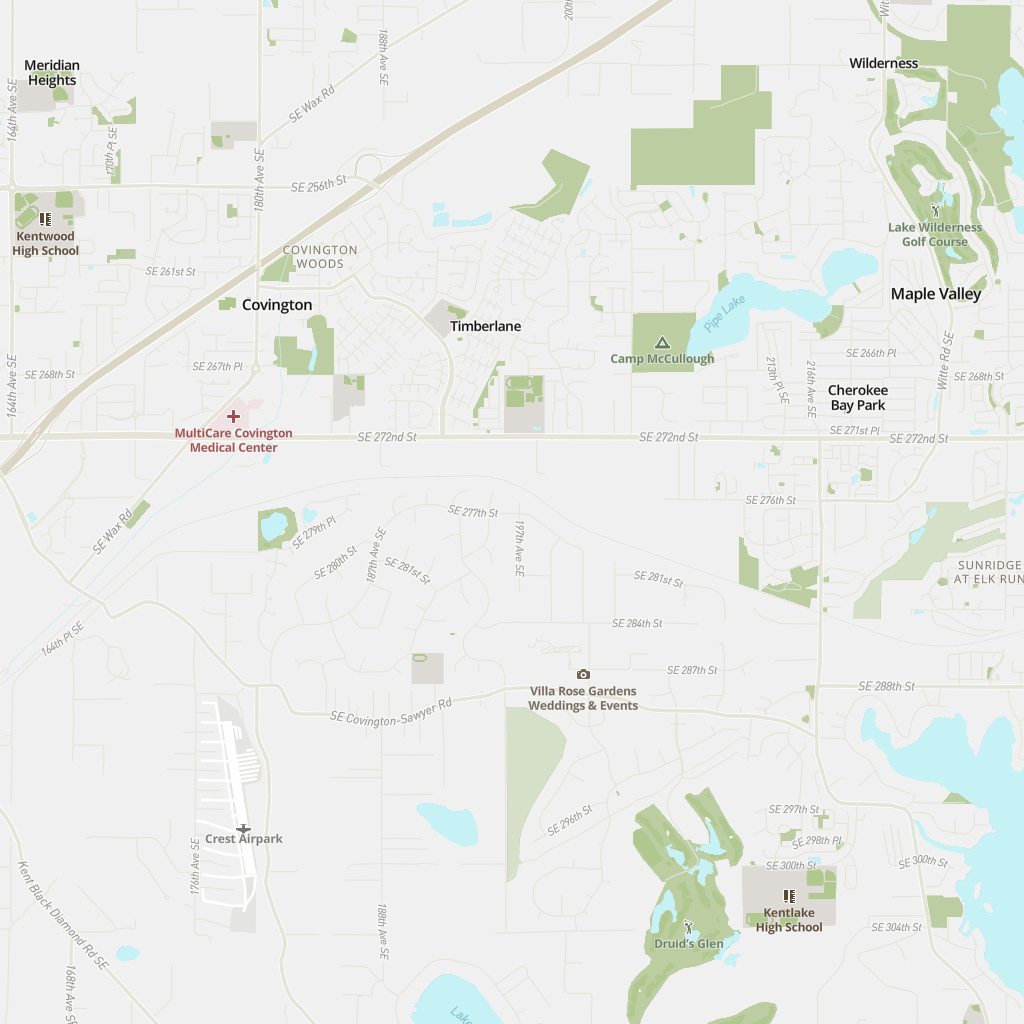 200th
188th Ave SE
Witte
Meridian
Heights
Wilderness
164th Ave SE
SE Wax Rd
170th Pl SE
180th Ave SE
SE 256th St
Kentwood
High School
Lake Wilderness
Golf Course
COVINGTON
WOODS
SE 261st St
Covington
Maple Valley
Pipe Lake
Timberlane
Camp McCullough
SE 266th Pl
SE 267th Pl
SE 268th St
213th Pl SE
216th Ave SE
Witte Rd SE
SE 268th St
164th Ave SE
Cherokee
Bay Park
MultiCare Covington
Medical Center
SE 272nd St
SE 272nd St
SE 271st Pl
SE 272nd St
SE 276th St
SE 277th St
SE Wax Rd
SE 279th Pl
197th Ave SE
187th Ave SE
SE 280th St
SE 281st St
SE 281st St
SUNRIDGE
AT ELK RUN
164th Pl SE
SE 284th St
SE 287th St
SE 288th St
Villa Rose Gardens
Weddings & Events
SE Covington-Sawyer Rd
SE 296th St
SE 297th St
Crest Airpark
SE 298th Pl
SE 300th St
SE 300th St
176th Ave SE
Kent Black Diamond Rd SE
188th Ave SE
Kentlake
High School
SE 304th St
Druid's Glen
168th Ave SE
Lake